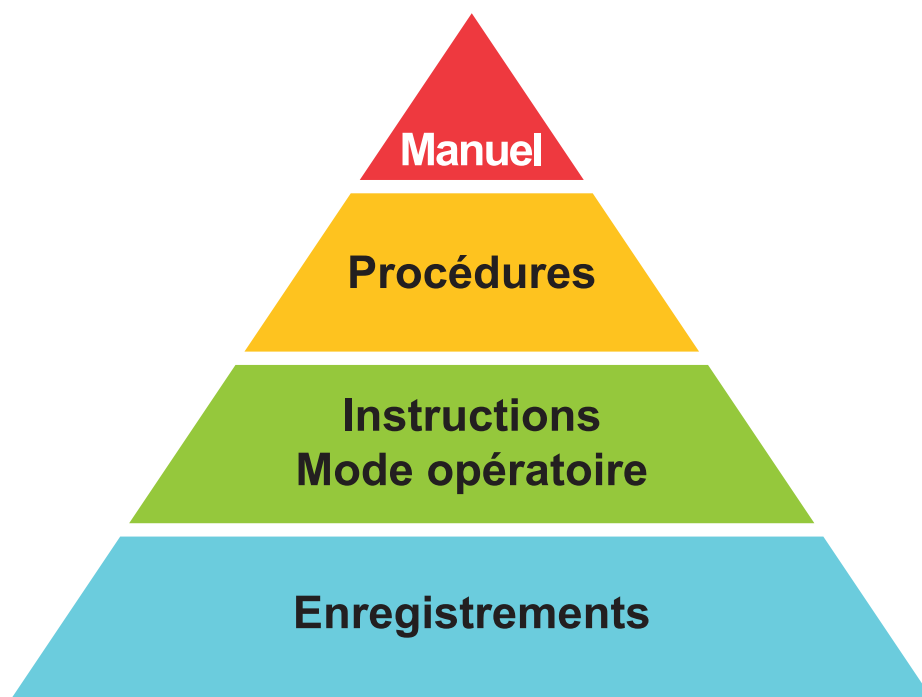 Manuel
Procédures
Instructions
Mode opératoire
Enregistrements